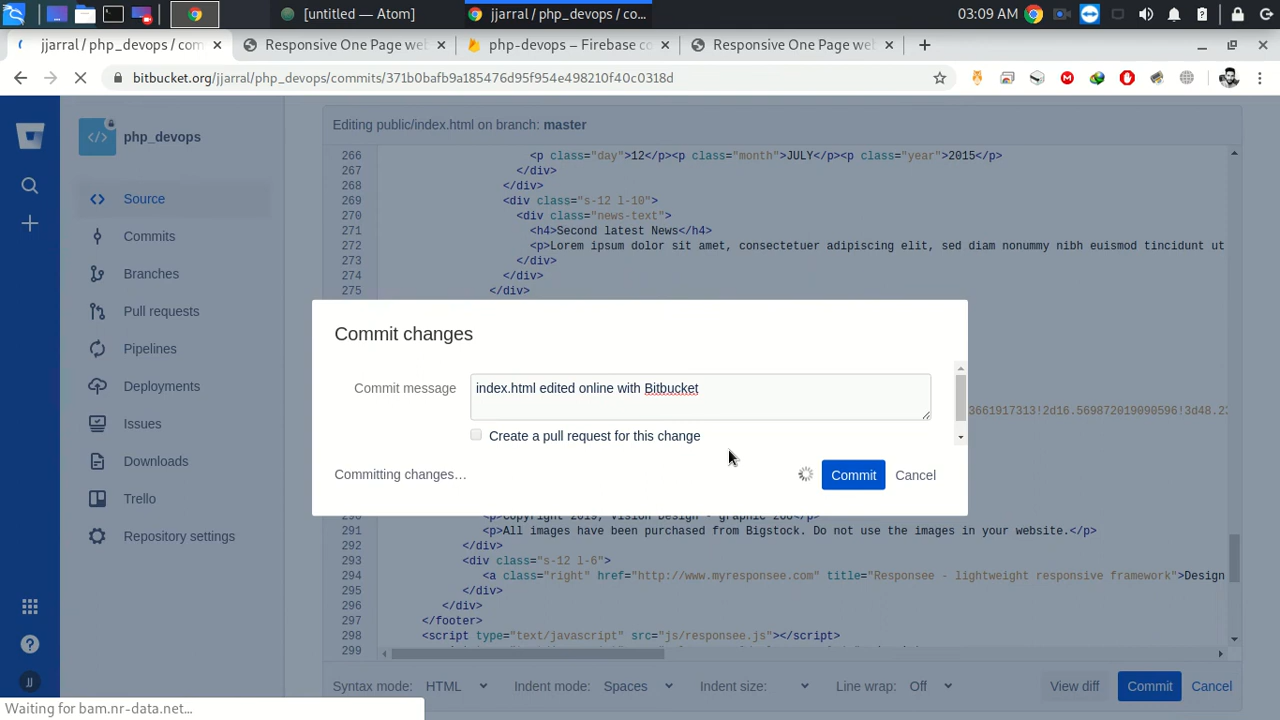 [untitled — Atom]
jjarral / php_devops / co...
03:09 AM
jjarral / php_devops / com
Responsive One Page web
php-devops – Firebase co
Responsive One Page web
bitbucket.org/jjarral/php_devops/commits/371b0bafb9a185476d95f954e498210f40c0318d
php_devops
Source
Commits
Branches
Pull requests
Pipelines
Deployments
Issues
Downloads
Trello
Repository settings
JJ
Editing public/index.html on branch: master
266 <p class="day">12</p><p class="month">JULY</p><p class="year">2015</p>
267 </div>
268 </div>
269 <div class="s-12 l-10">
270 <div class="news-text">
271 <h4>Second latest News</h4>
272 <p>Lorem ipsum dolor sit amet, consectetuer adipiscing elit, sed diam nonummy nibh euismod tincidunt ut
273 </div>
274 </div>
275 </div>
Commit changes
Commit message
index.html edited online with Bitbucket
Create a pull request for this change
Committing changes…
Commit
Cancel
290
291 <p>All images have been purchased from Bigstock. Do not use the images in your website.</p>
292 </div>
293 <div class="s-12 l-6">
294 <a class="right" href="http://www.myresponsee.com" title="Responsee - lightweight responsive framework">Design
295 </div>
296 </div>
297 </footer>
298 <script type="text/javascript" src="js/responsee.js"></script>
299
Syntax mode: HTML
Indent mode: Spaces
Indent size:
Line wrap: Off
View diff
Commit
Cancel
Waiting for bam.nr-data.net...